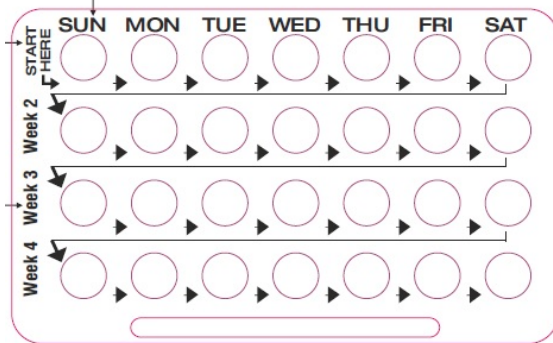 SUN MON TUE WED THU FRI SAT
START
HERE
Week 2
Week 3
Week 4